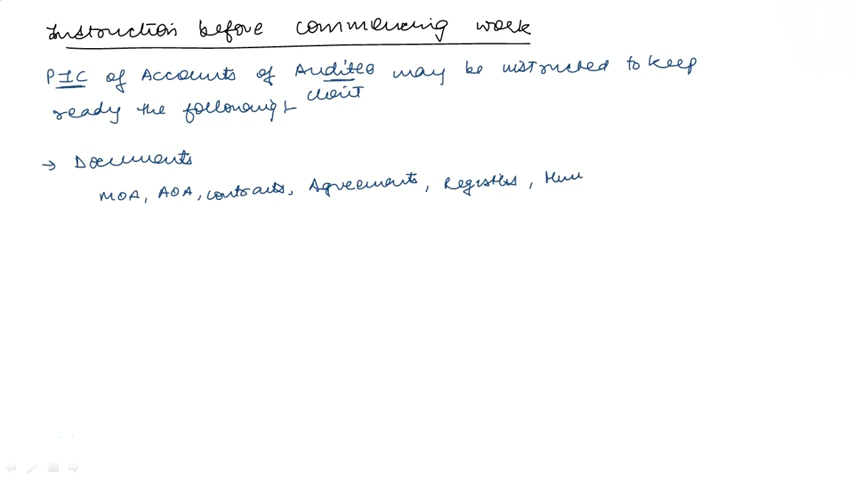 Instruction before commencing work
PIC of Accounts of Auditee may be instructed to keep
client
ready the following :-
→ Documents
MOA, AOA, contracts, Agreements, Registers,